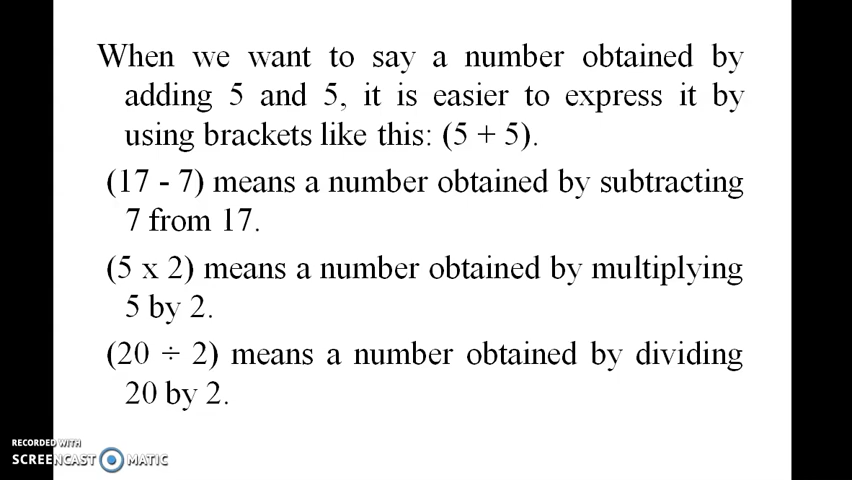 When we want to say a number obtained by
adding 5 and 5, it is easier to express it by
using brackets like this: (5 + 5).
(17 - 7) means a number obtained by subtracting
7 from 17.
(5 x 2) means a number obtained by multiplying
5 by 2.
(20 ÷ 2) means a number obtained by dividing
20 by 2.
RECORDED WITH
SCREENCAST MATIC